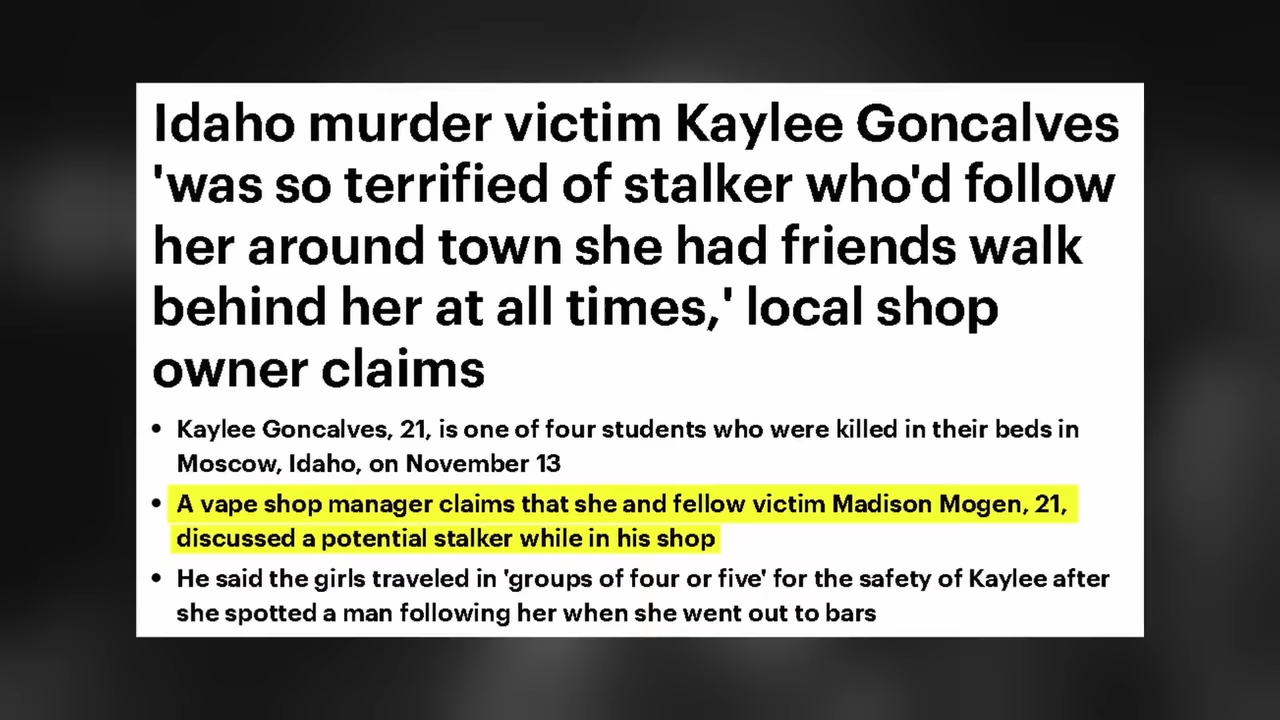 Idaho murder victim Kaylee Goncalves
'was so terrified of stalker who'd follow
her around town she had friends walk
behind her at all times,' local shop
owner claims
• Kaylee Goncalves, 21, is one of four students who were killed in their beds in
Moscow, Idaho, on November 13
• A vape shop manager claims that she and fellow victim Madison Mogen, 21,
discussed a potential stalker while in his shop
• He said the girls traveled in 'groups of four or five' for the safety of Kaylee after
she spotted a man following her when she went out to bars